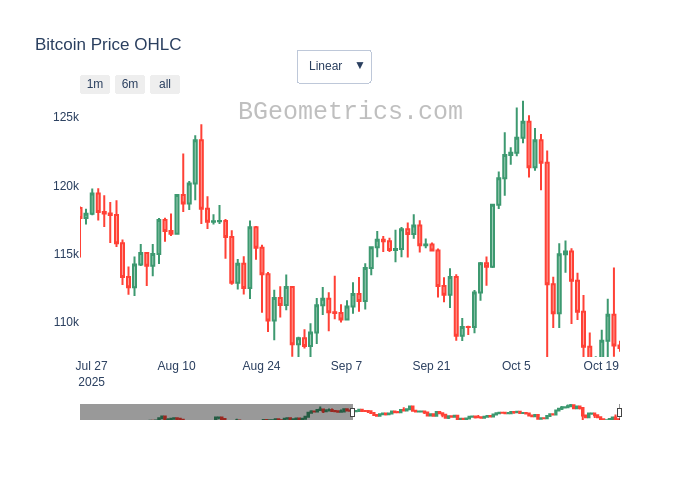 Bitcoin Price OHLC
Linear ▼
1m 6m all
BGeometrics.com
125k
120k
115k
110k
Jul 27 Aug 10 Aug 24 Sep 7 Sep 21 Oct 5 Oct 19
2025